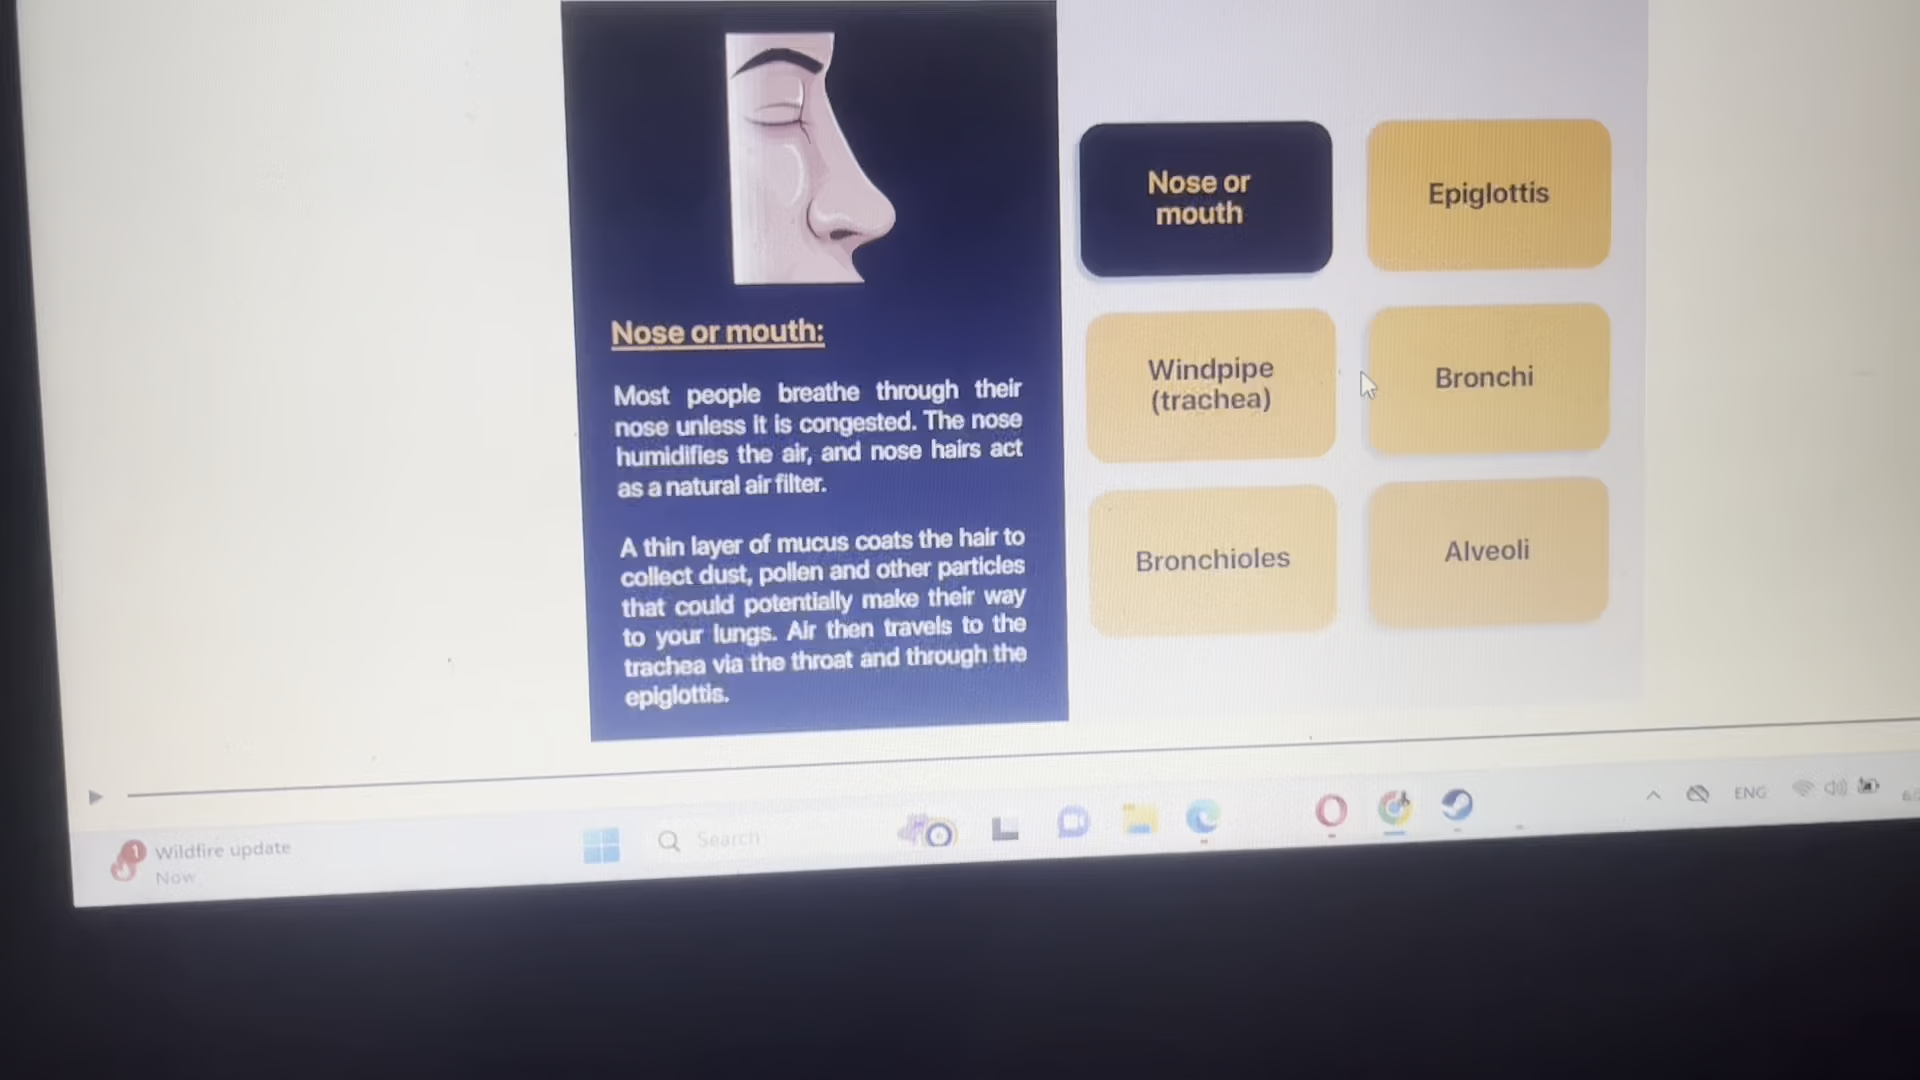 Nose or mouth:
Most people breathe through their
nose unless it is congested. The nose
humidifies the air, and nose hairs act
as a natural air filter.
A thin layer of mucus coats the hair to
collect dust, pollen and other particles
that could potentially make their way
to your lungs. Air then travels to the
trachea via the throat and through the
epiglottis.
Nose or
mouth
Epiglottis
Windpipe
(trachea)
Bronchi
Bronchioles
Alveoli
1
Wildfire update
Now
Search
ENG